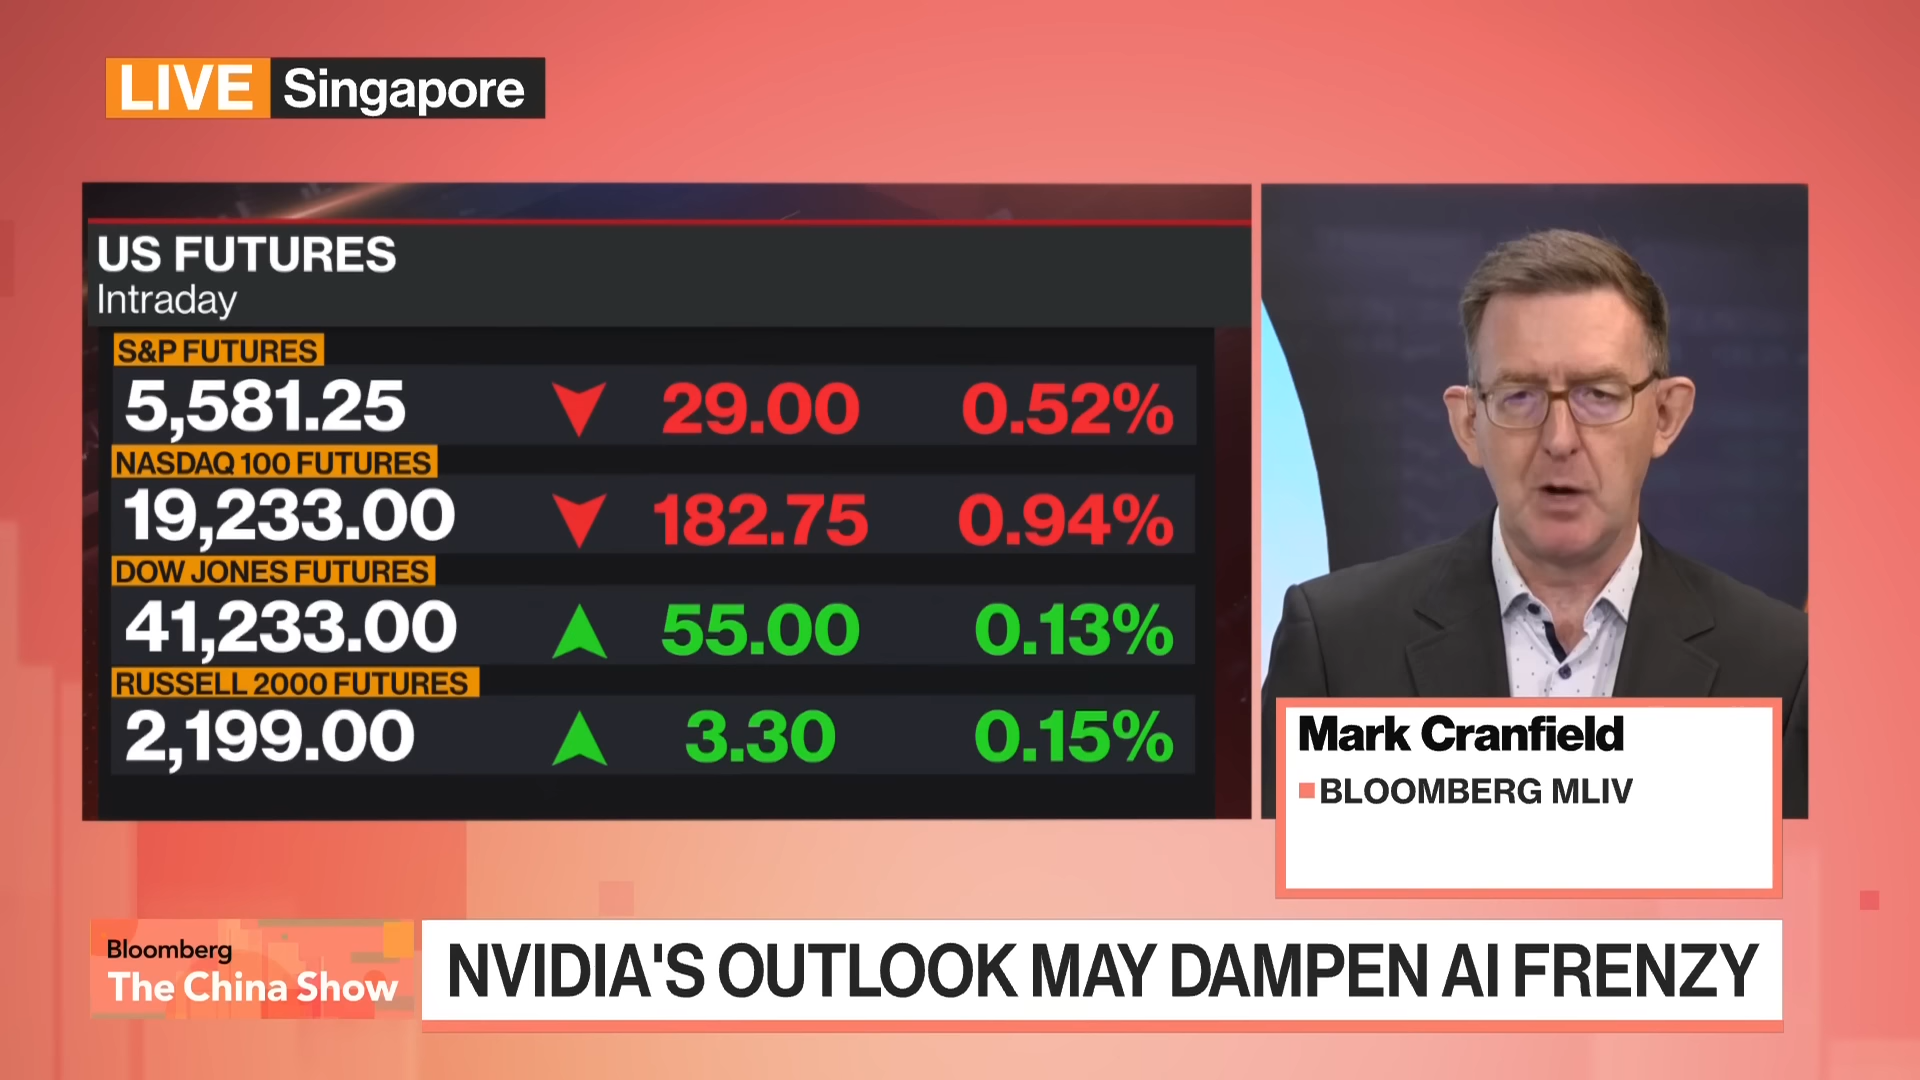 LIVE Singapore
US FUTURES
Intraday
S&P FUTURES
5,581.25 29.00 0.52%
NASDAQ 100 FUTURES
19,233.00 182.75 0.94%
DOW JONES FUTURES
41,233.00 55.00 0.13%
RUSSELL 2000 FUTURES
2,199.00 3.30 0.15%
Mark Cranfield
BLOOMBERG MLIV
Bloomberg
The China Show
NVIDIA'S OUTLOOK MAY DAMPEN AI FRENZY